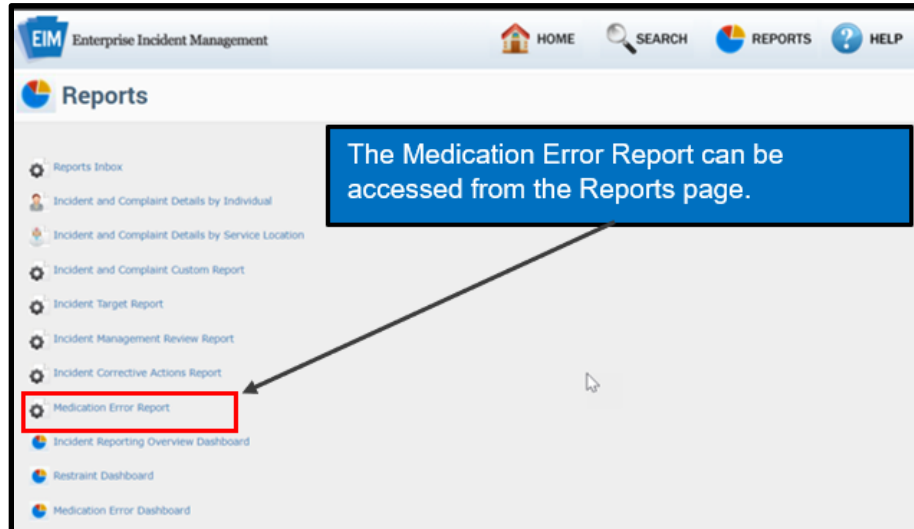 EIM Enterprise Incident Management
HOME
SEARCH
REPORTS
HELP
Reports
The Medication Error Report can be
accessed from the Reports page.
Reports Inbox
Incident and Complaint Details by Individual
Incident and Complaint Details by Service Location
Incident and Complaint Custom Report
Incident Target Report
Incident Management Review Report
Incident Corrective Actions Report
Medication Error Report
Incident Reporting Overview Dashboard
Restraint Dashboard
Medication Error Dashboard